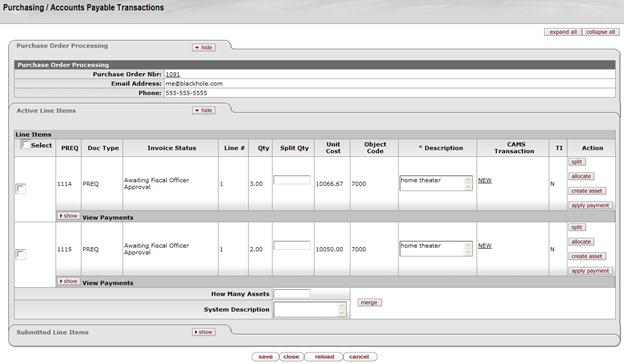 Purchasing / Accounts Payable Transactions
expand all collapse all
Purchase Order Processing hide
Purchase Order Processing
Purchase Order Nbr: 1091
Email Address: me@blackhole.com
Phone: 555-555-5555
Active Line Items hide
Line Items
Select PREQ Doc Type Invoice Status Line # Qty Split Qty Unit Cost Object Code * Description CAMS Transaction TI Action
1114 PREQ Awaiting Fiscal Officer Approval 1 3.00 10066.67 7000 home theater NEW N split allocate create asset apply payment
show View Payments
1115 PREQ Awaiting Fiscal Officer Approval 1 2.00 10050.00 7000 home theater NEW N split allocate create asset apply payment
show View Payments
How Many Assets
System Description merge
Submitted Line Items show
save close reload cancel